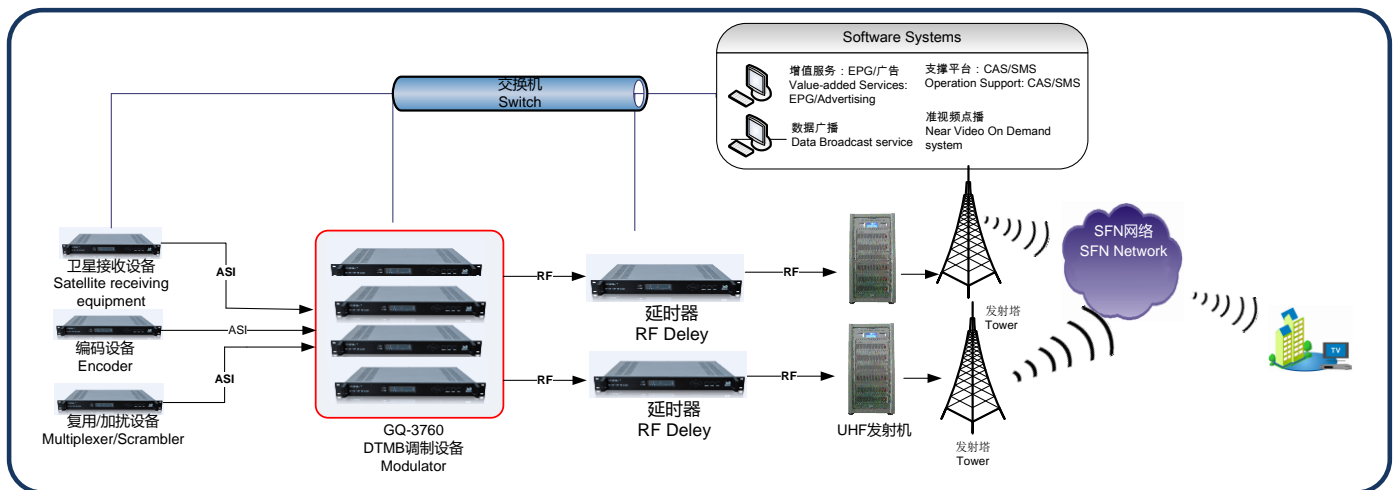 Software Systems
增值服务：EPG/广告
Value-added Services:
EPG/Advertising
支撑平台：CAS/SMS
Operation Support: CAS/SMS
数据广播
Data Broadcast service
准视频点播
Near Video On Demand
system
交换机
Switch
卫星接收设备
Satellite receiving
equipment
ASI
编码设备
Encoder
ASI
复用/加扰设备
Multiplexer/Scrambler
ASI
GQ-3760
DTMB调制设备
Modulator
RF
延时器
RF Deley
RF
RF
延时器
RF Deley
RF
UHF发射机
发射塔
Tower
发射塔
Tower
SFN网络
SFN Network
TV